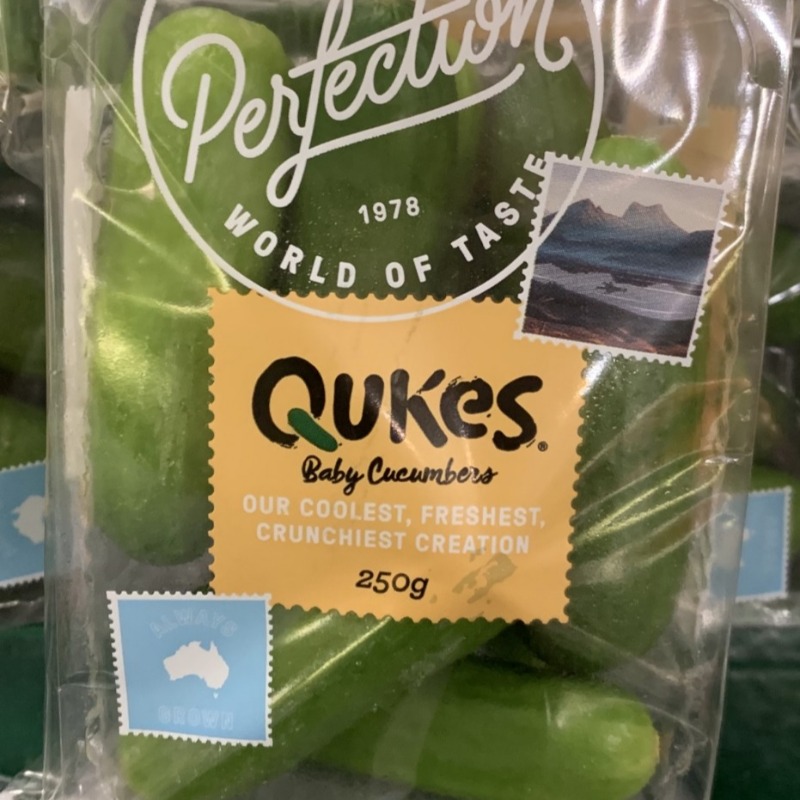 Perfection
1978
WORLD OF TASTE
QUKes®
Baby Cucumbers
OUR COOLEST, FRESHEST,
CRUNCHIEST CREATION
250g
ALWAYS
GROWN